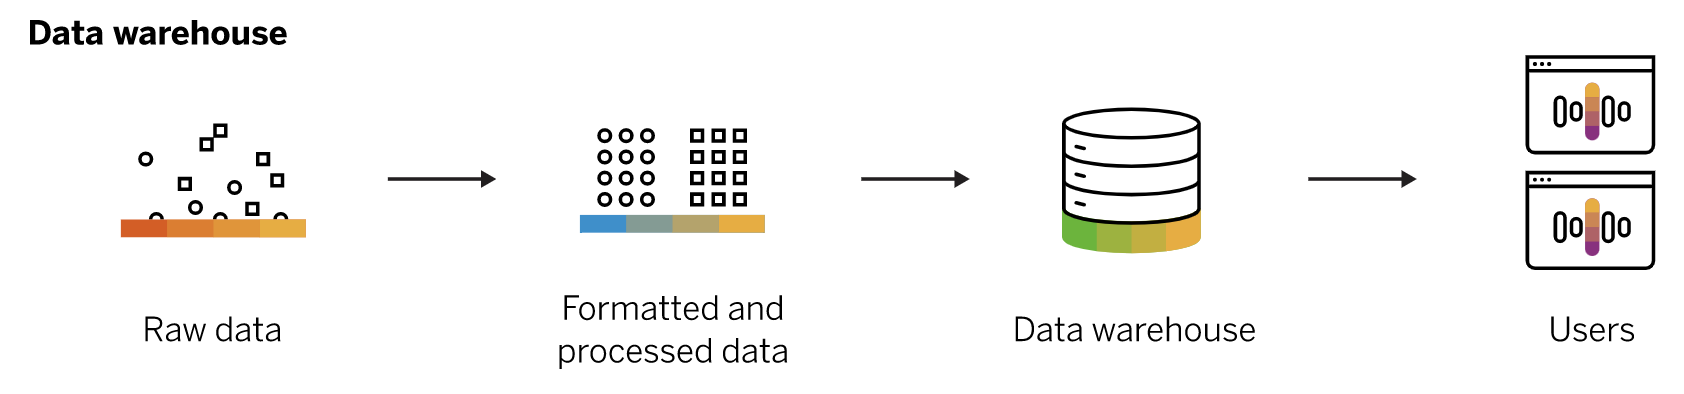 Data warehouse
Raw data
Formatted and
processed data
Data warehouse
Users